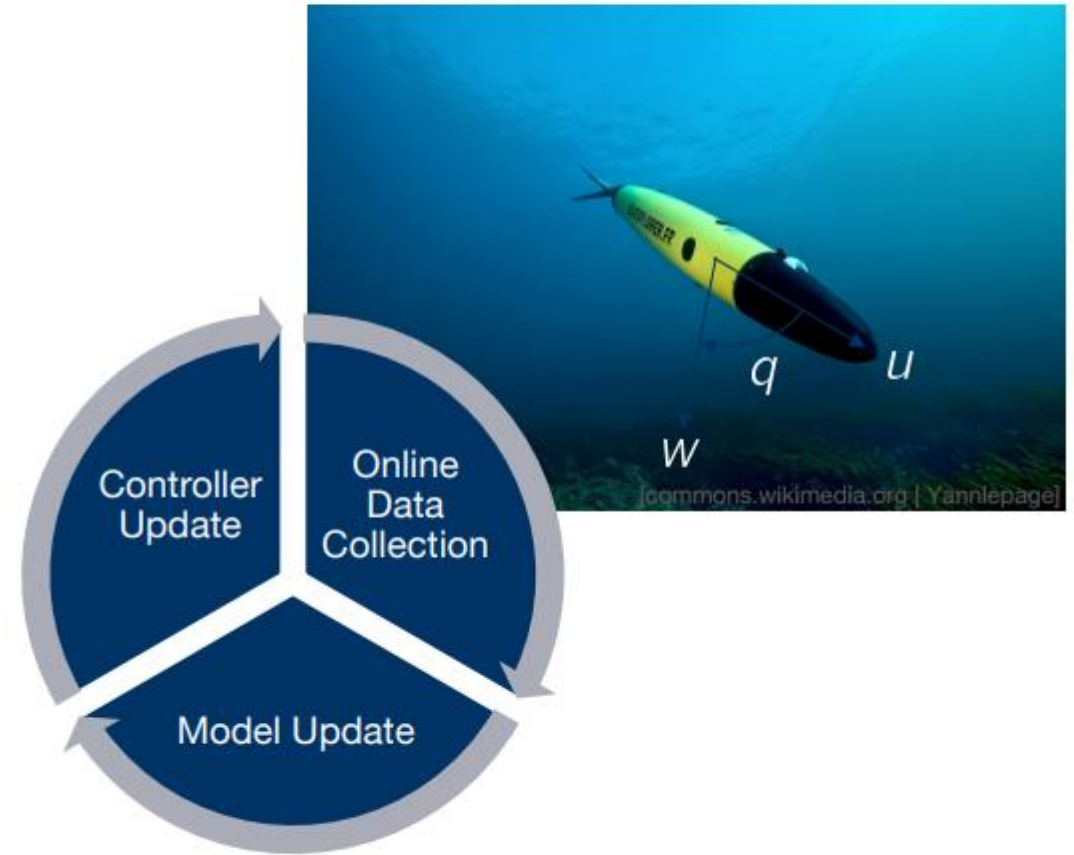 q
u
w
[commons.wikimedia.org | Yannlepage]
Controller
Update
Online
Data
Collection
Model Update